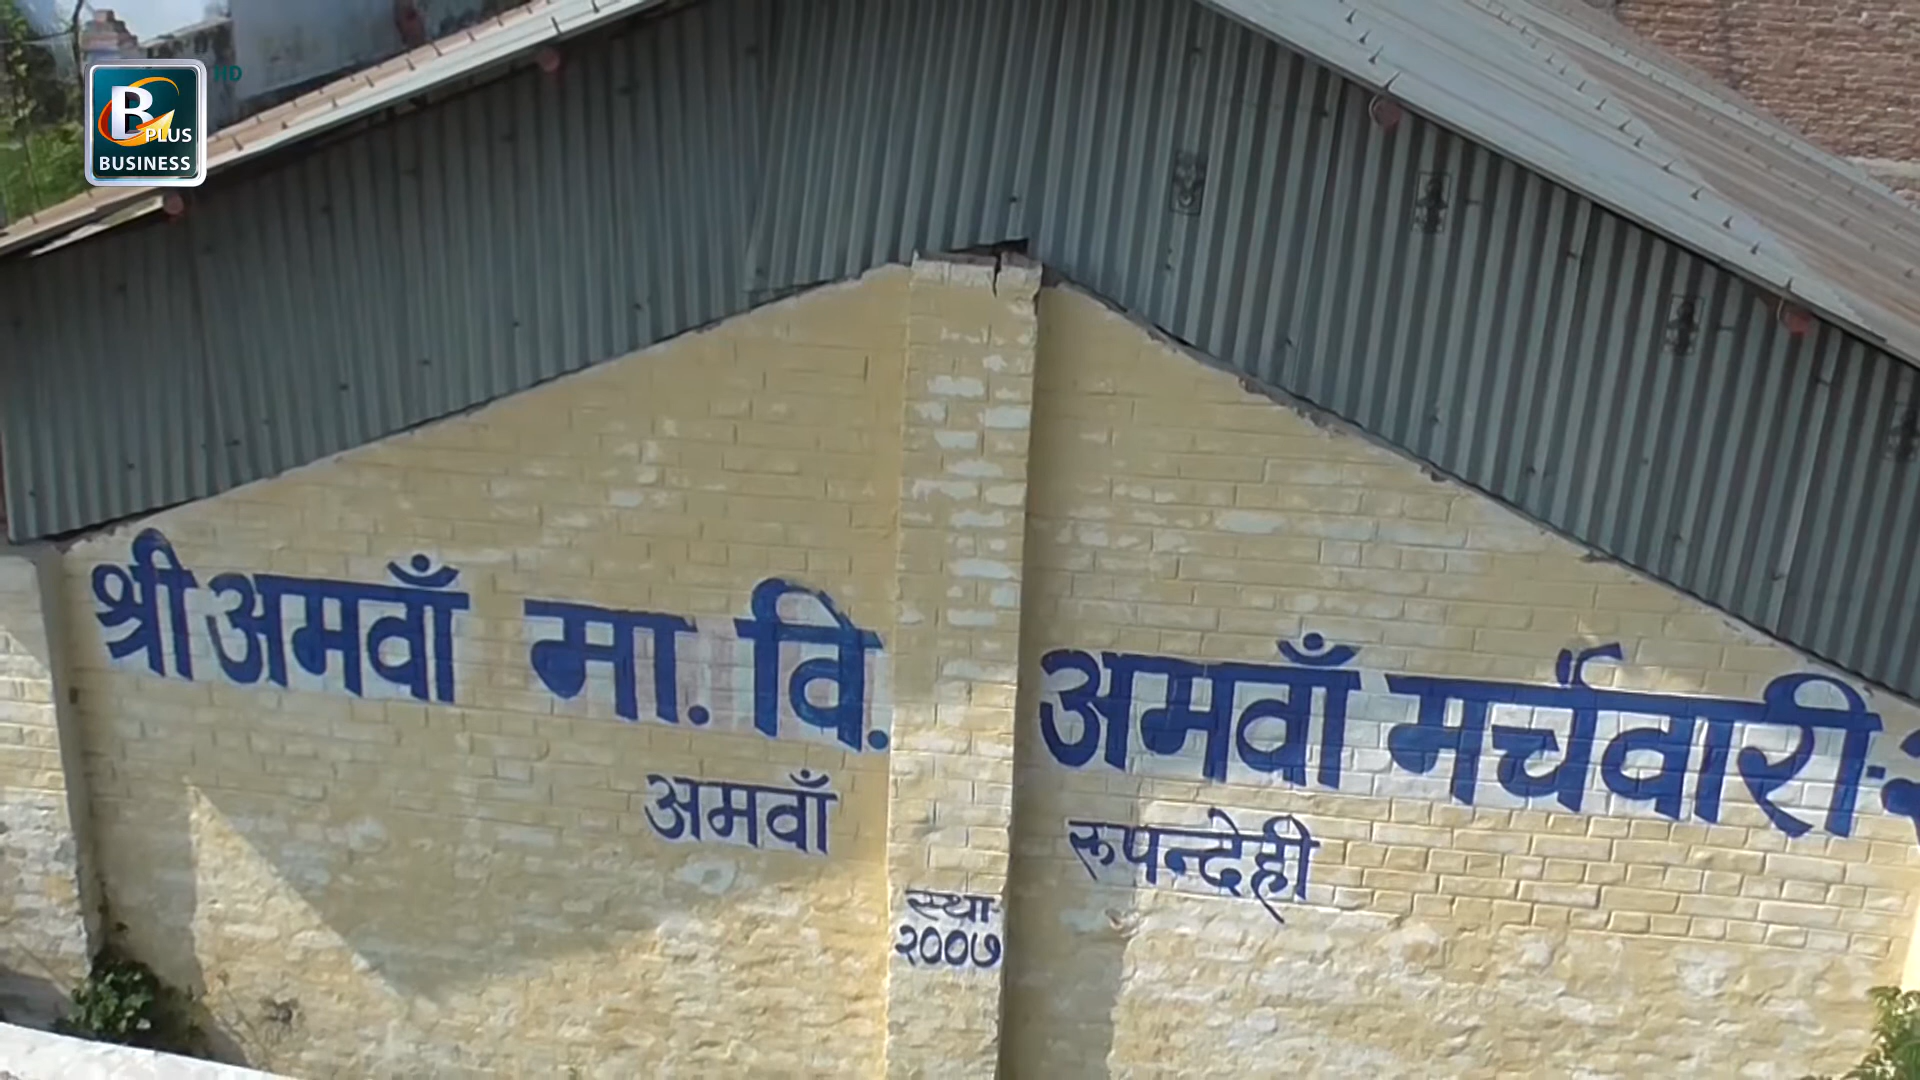 B PLUS
BUSINESS
HD
श्री अमवाँ मा. वि.
अमवाँ
स्था-
२००७
अमवाँ मर्चवारी-
रूपन्देही